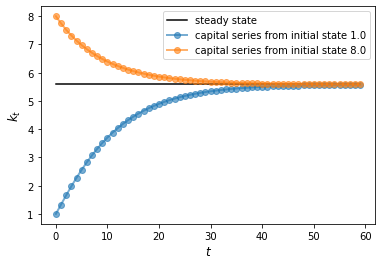 steady state
capital series from initial state 1.0
capital series from initial state 8.0
8
7
6
5
4
3
2
1
k_t
0 10 20 30 40 50 60
t